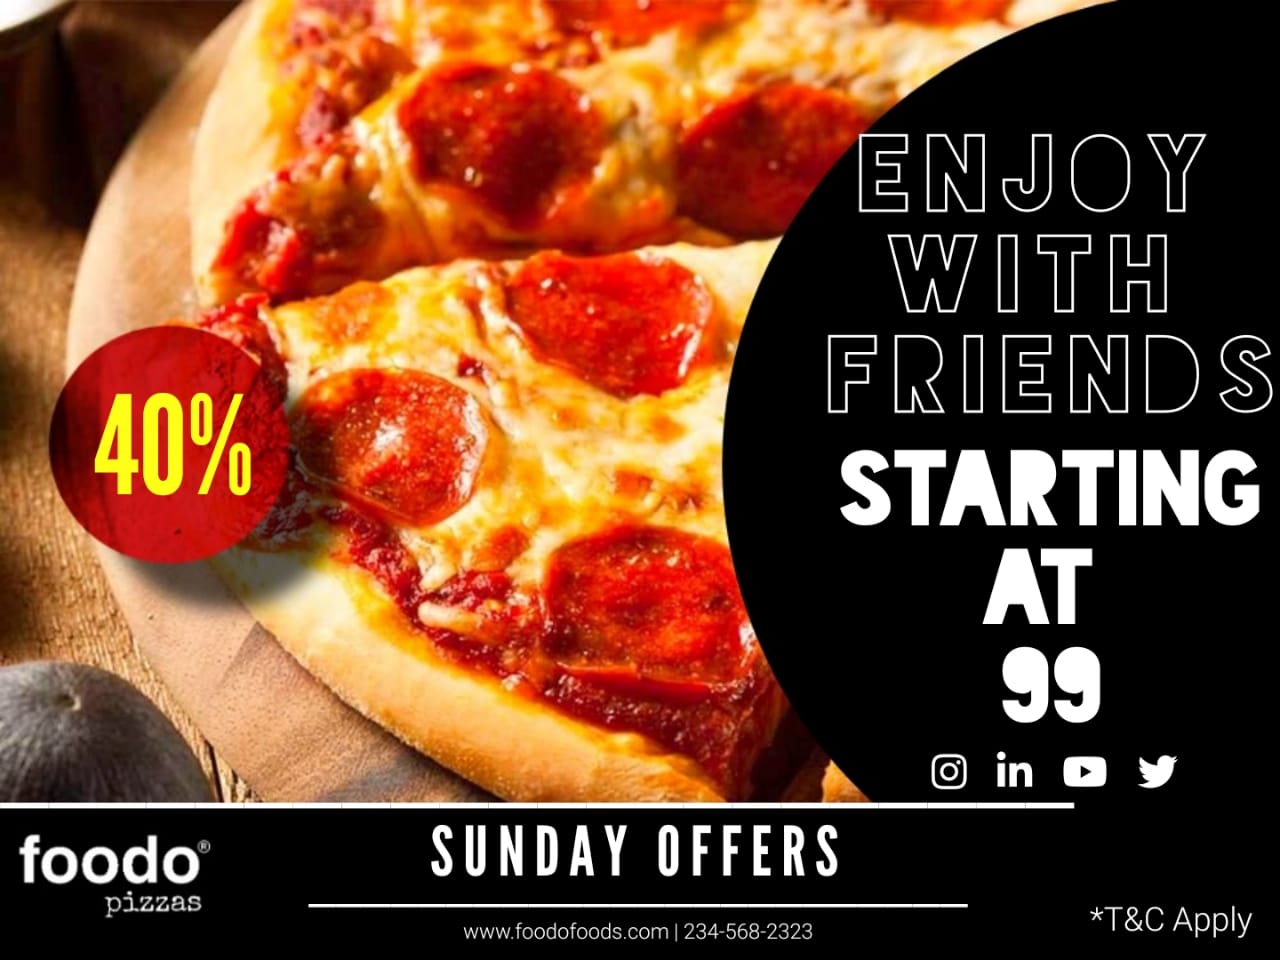 ENJOY
WITH
FRIENDS
STARTING
AT
99
40%
foodo®
pizzas
SUNDAY OFFERS
www.foodofoods.com | 234-568-2323
*T&C Apply